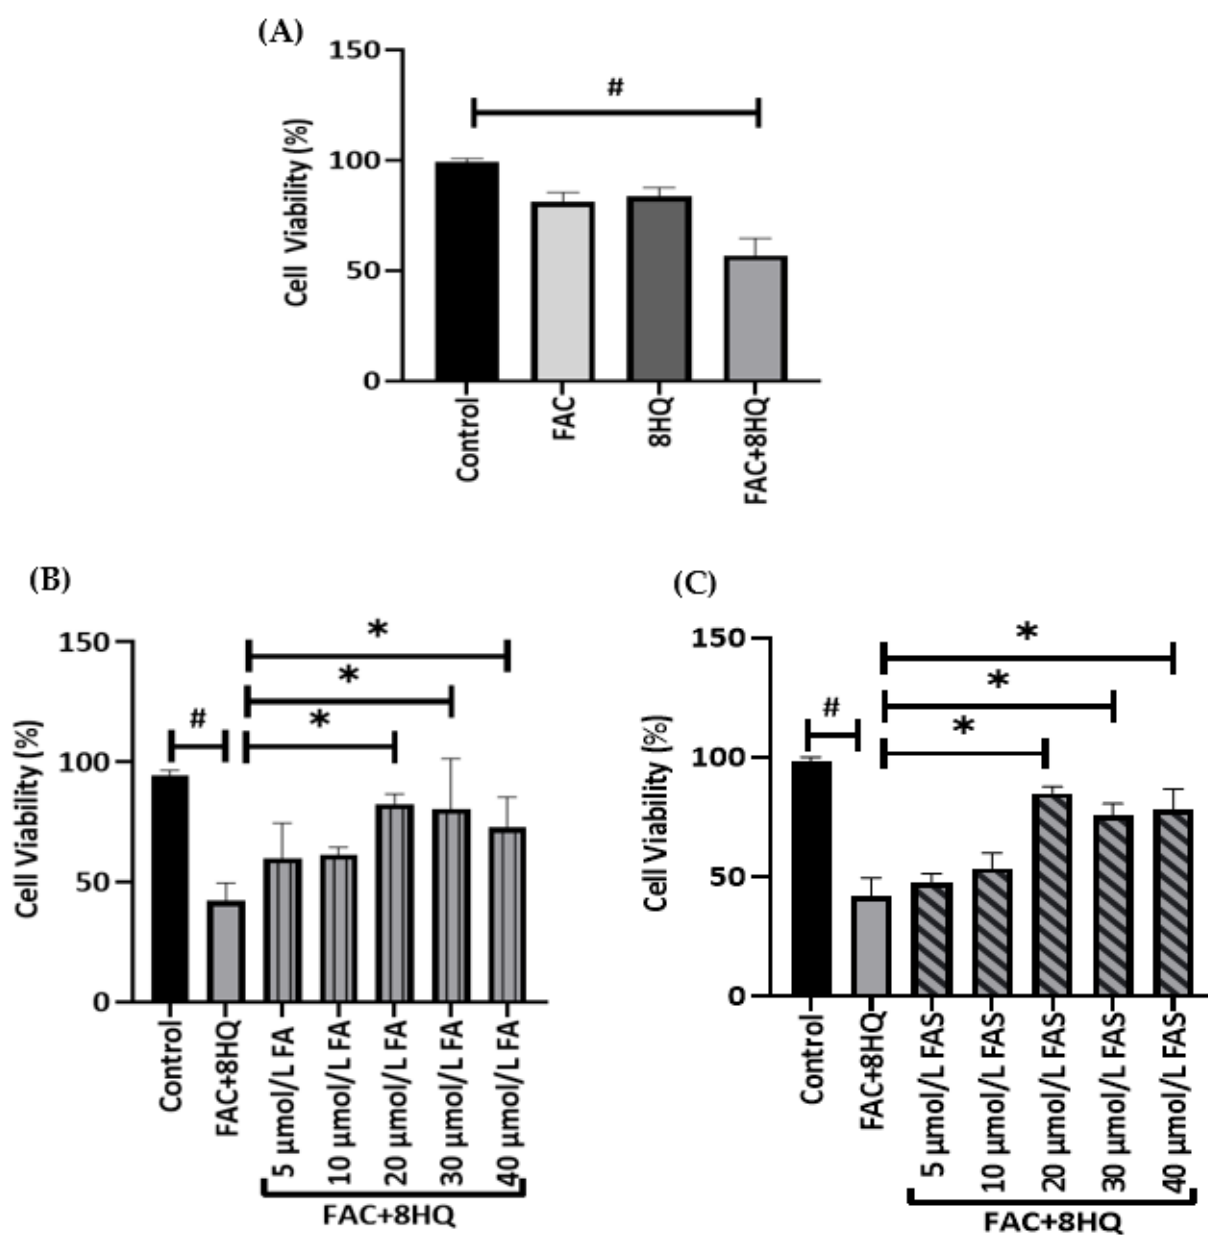 (A)
150
100
50
0
Cell Viability (%)
#
Control
FAC
8HQ
FAC+8HQ
(B)
150
100
50
0
Cell Viability (%)
#
*
*
*
Control
FAC+8HQ
5 µmol/L FA
10 µmol/L FA
20 µmol/L FA
30 µmol/L FA
40 µmol/L FA
FAC+8HQ
(C)
150
100
50
0
Cell Viability (%)
#
*
*
*
Control
FAC+8HQ
5 µmol/L FAS
10 µmol/L FAS
20 µmol/L FAS
30 µmol/L FAS
40 µmol/L FAS
FAC+8HQ